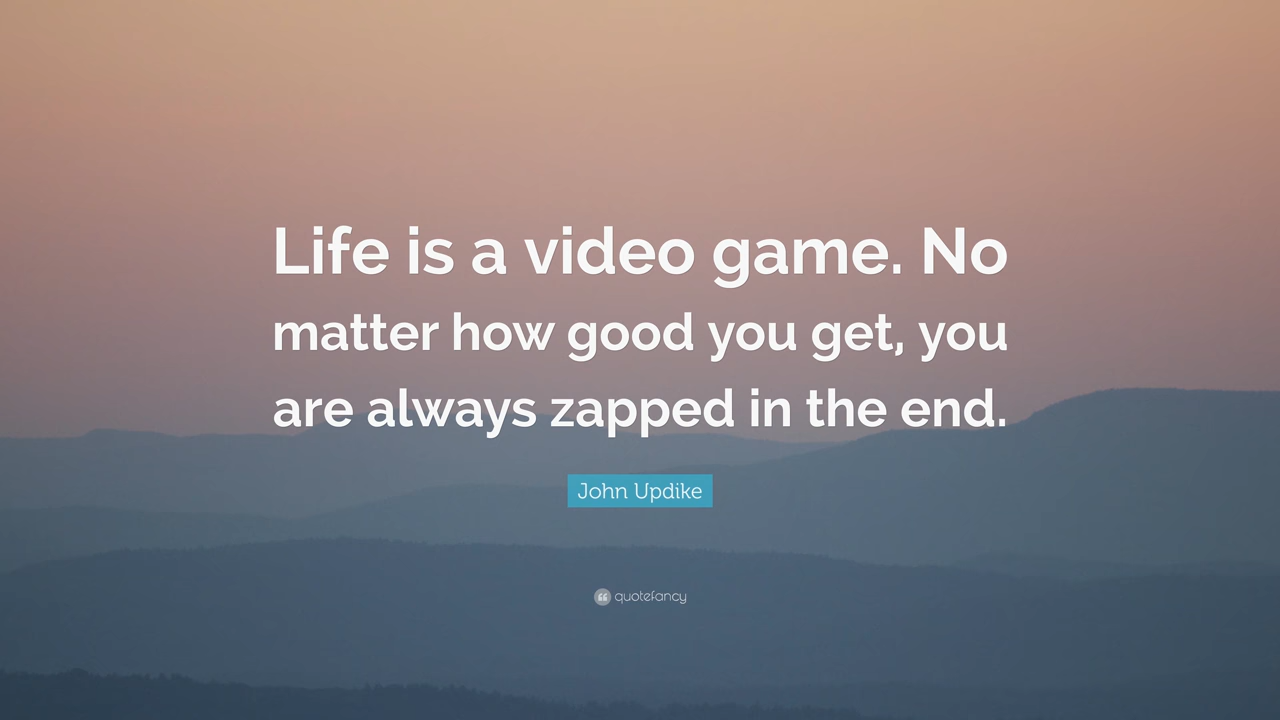 Life is a video game. No
matter how good you get, you
are always zapped in the end.
John Updike
quotefancy